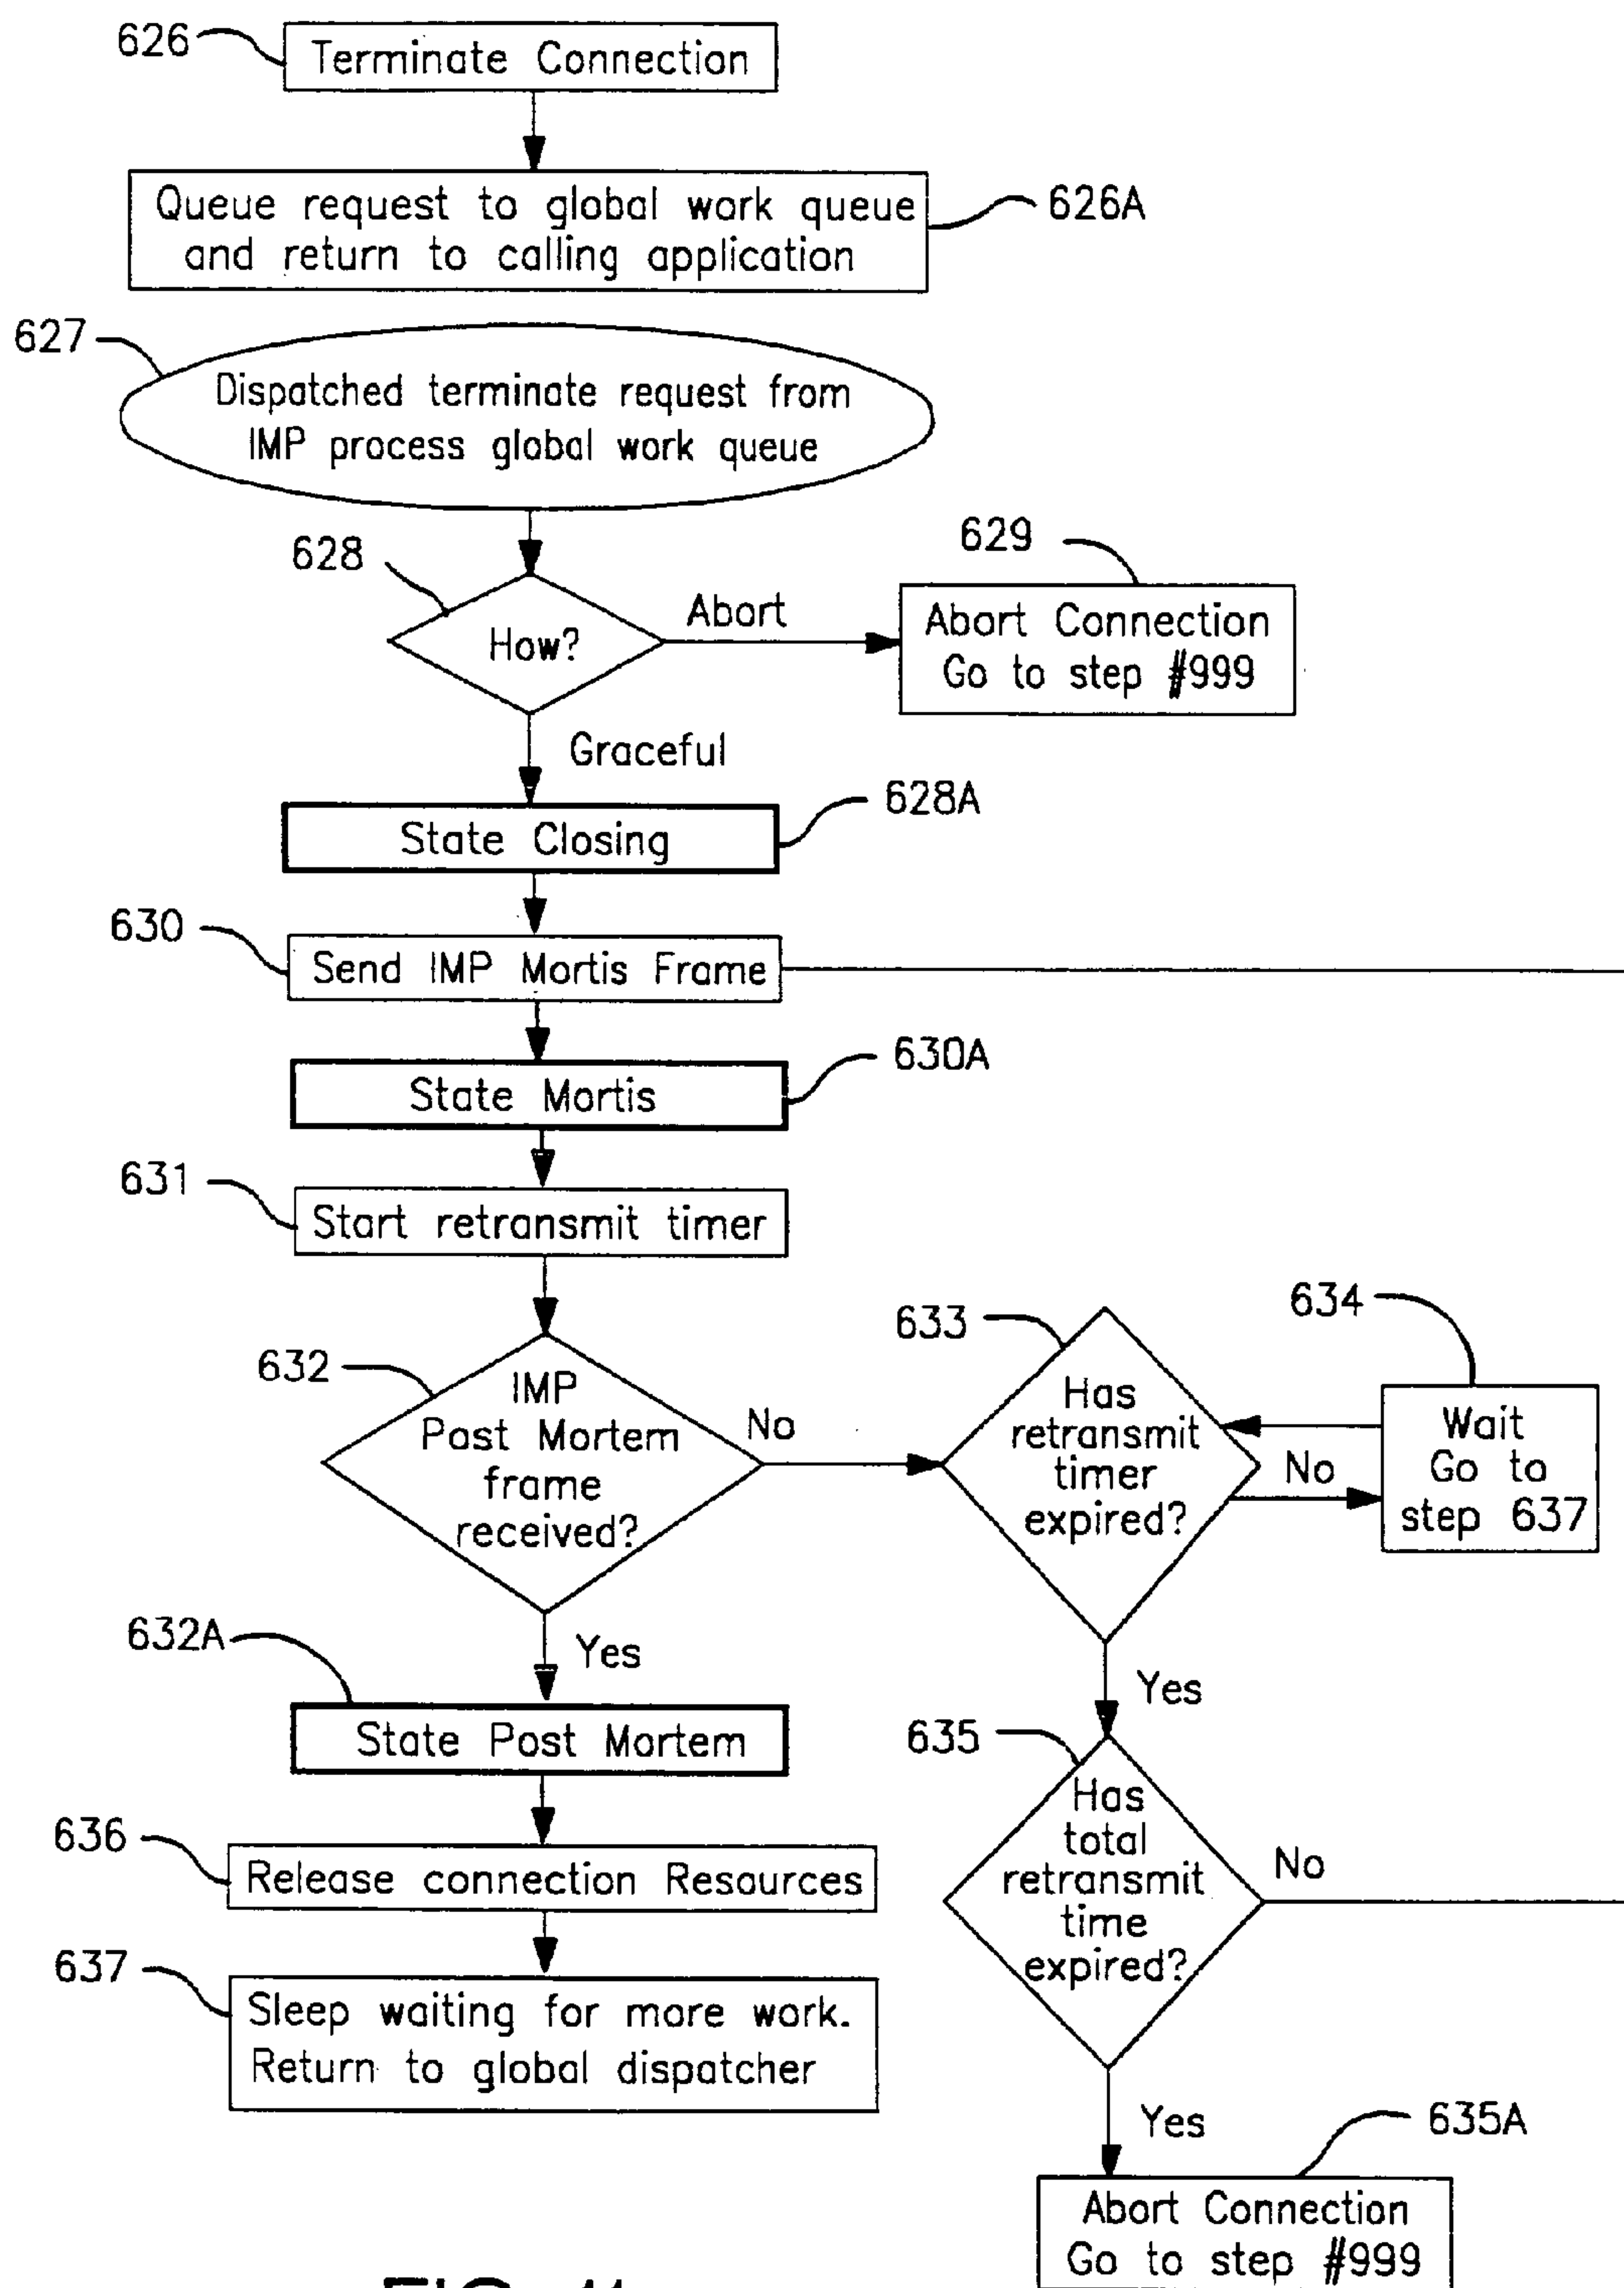 626
Terminate Connection
Queue request to global work queue
and return to calling application
626A
627
Dispatched terminate request from
IMP process global work queue
628
How?
Abort
629
Abort Connection
Go to step #999
Graceful
628A
State Closing
630
Send IMP Mortis Frame
630A
State Mortis
631
Start retransmit timer
632
IMP
Post Mortem
frame
received?
No
633
Has
retransmit
timer
expired?
No
634
Wait
Go to
step 637
Yes
632A
State Post Mortem
Yes
635
Has
total
retransmit
time
expired?
No
636
Release connection Resources
637
Sleep waiting for more work.
Return to global dispatcher
Yes
635A
Abort Connection
Go to step #999